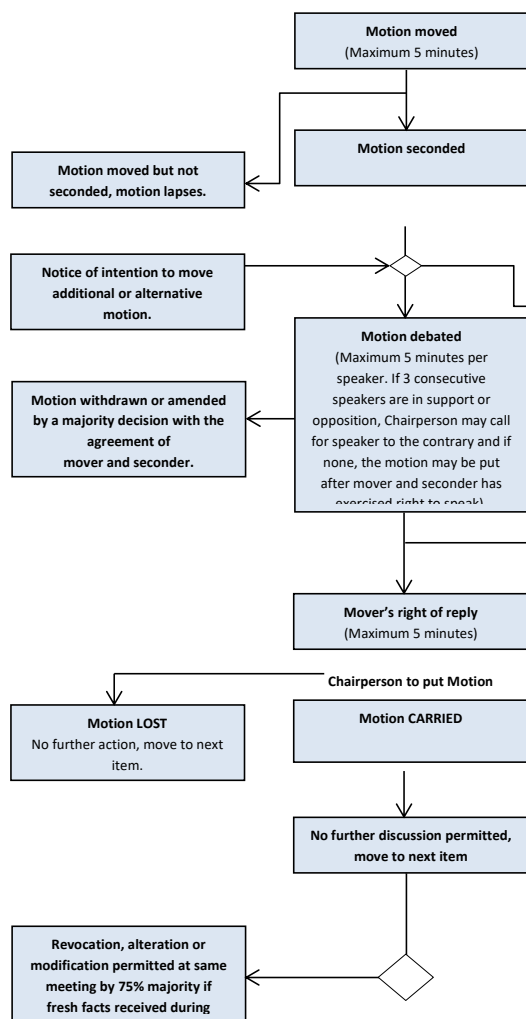 Motion moved
(Maximum 5 minutes)
Motion seconded
Motion moved but not
seconded, motion lapses.
Notice of intention to move
additional or alternative
motion.
Motion debated
(Maximum 5 minutes per
speaker. If 3 consecutive
speakers are in support or
opposition, Chairperson may call
for speaker to the contrary and if
none, the motion may be put
after mover and seconder has
exercised right to speak)
Motion withdrawn or amended
by a majority decision with the
agreement of
mover and seconder.
Mover’s right of reply
(Maximum 5 minutes)
Chairperson to put Motion
Motion LOST
No further action, move to next
item.
Motion CARRIED
No further discussion permitted,
move to next item
Revocation, alteration or
modification permitted at same
meeting by 75% majority if
fresh facts received during